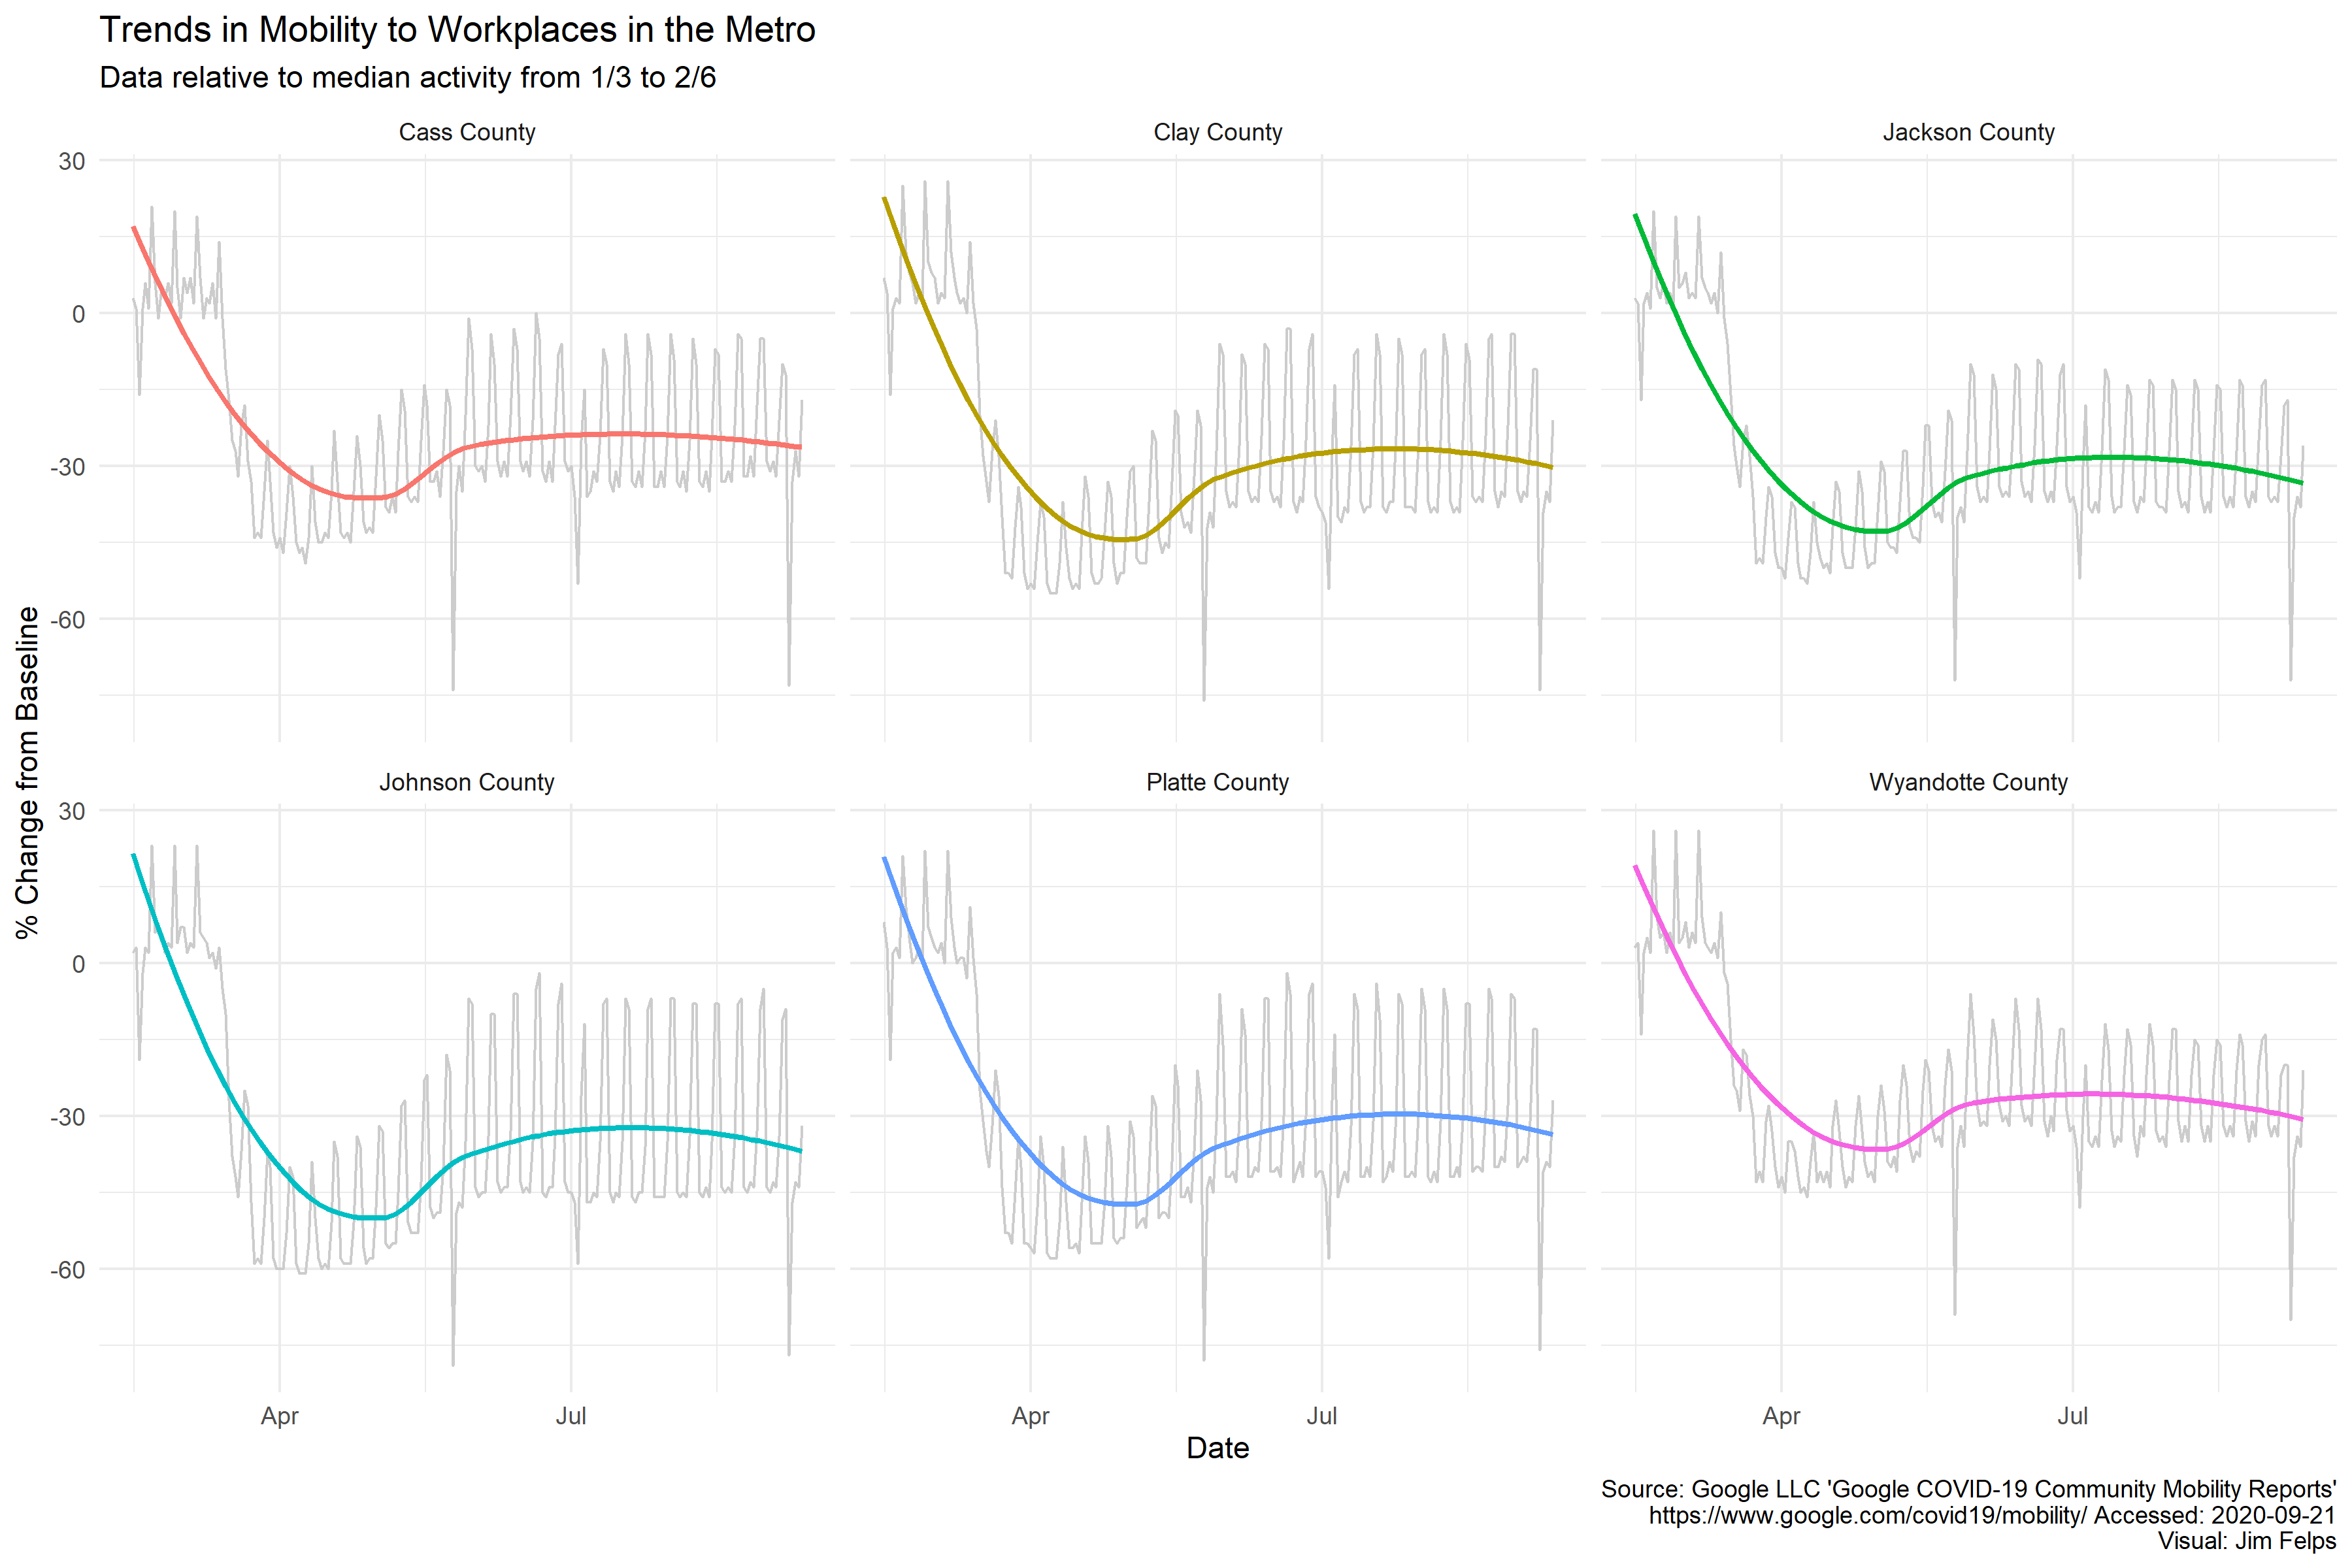 Trends in Mobility to Workplaces in the Metro
Data relative to median activity from 1/3 to 2/6
Cass County
Clay County
Jackson County
30
0
-30
-60
% Change from Baseline
Johnson County
Platte County
Wyandotte County
30
0
-30
-60
Apr
Jul
Apr
Jul
Apr
Jul
Date
Source: Google LLC 'Google COVID-19 Community Mobility Reports'
https://www.google.com/covid19/mobility/ Accessed: 2020-09-21
Visual: Jim Felps